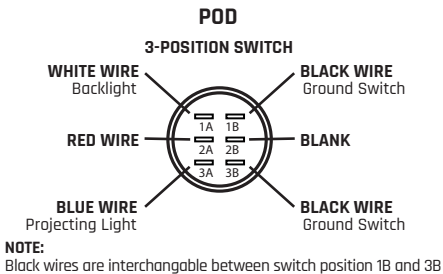 POD
3-POSITION SWITCH
WHITE WIRE
Backlight
BLACK WIRE
Ground Switch
1A 1B
RED WIRE
2A 2B
BLANK
3A 3B
BLUE WIRE
Projecting Light
BLACK WIRE
Ground Switch
NOTE:
Black wires are interchangable between switch position 1B and 3B